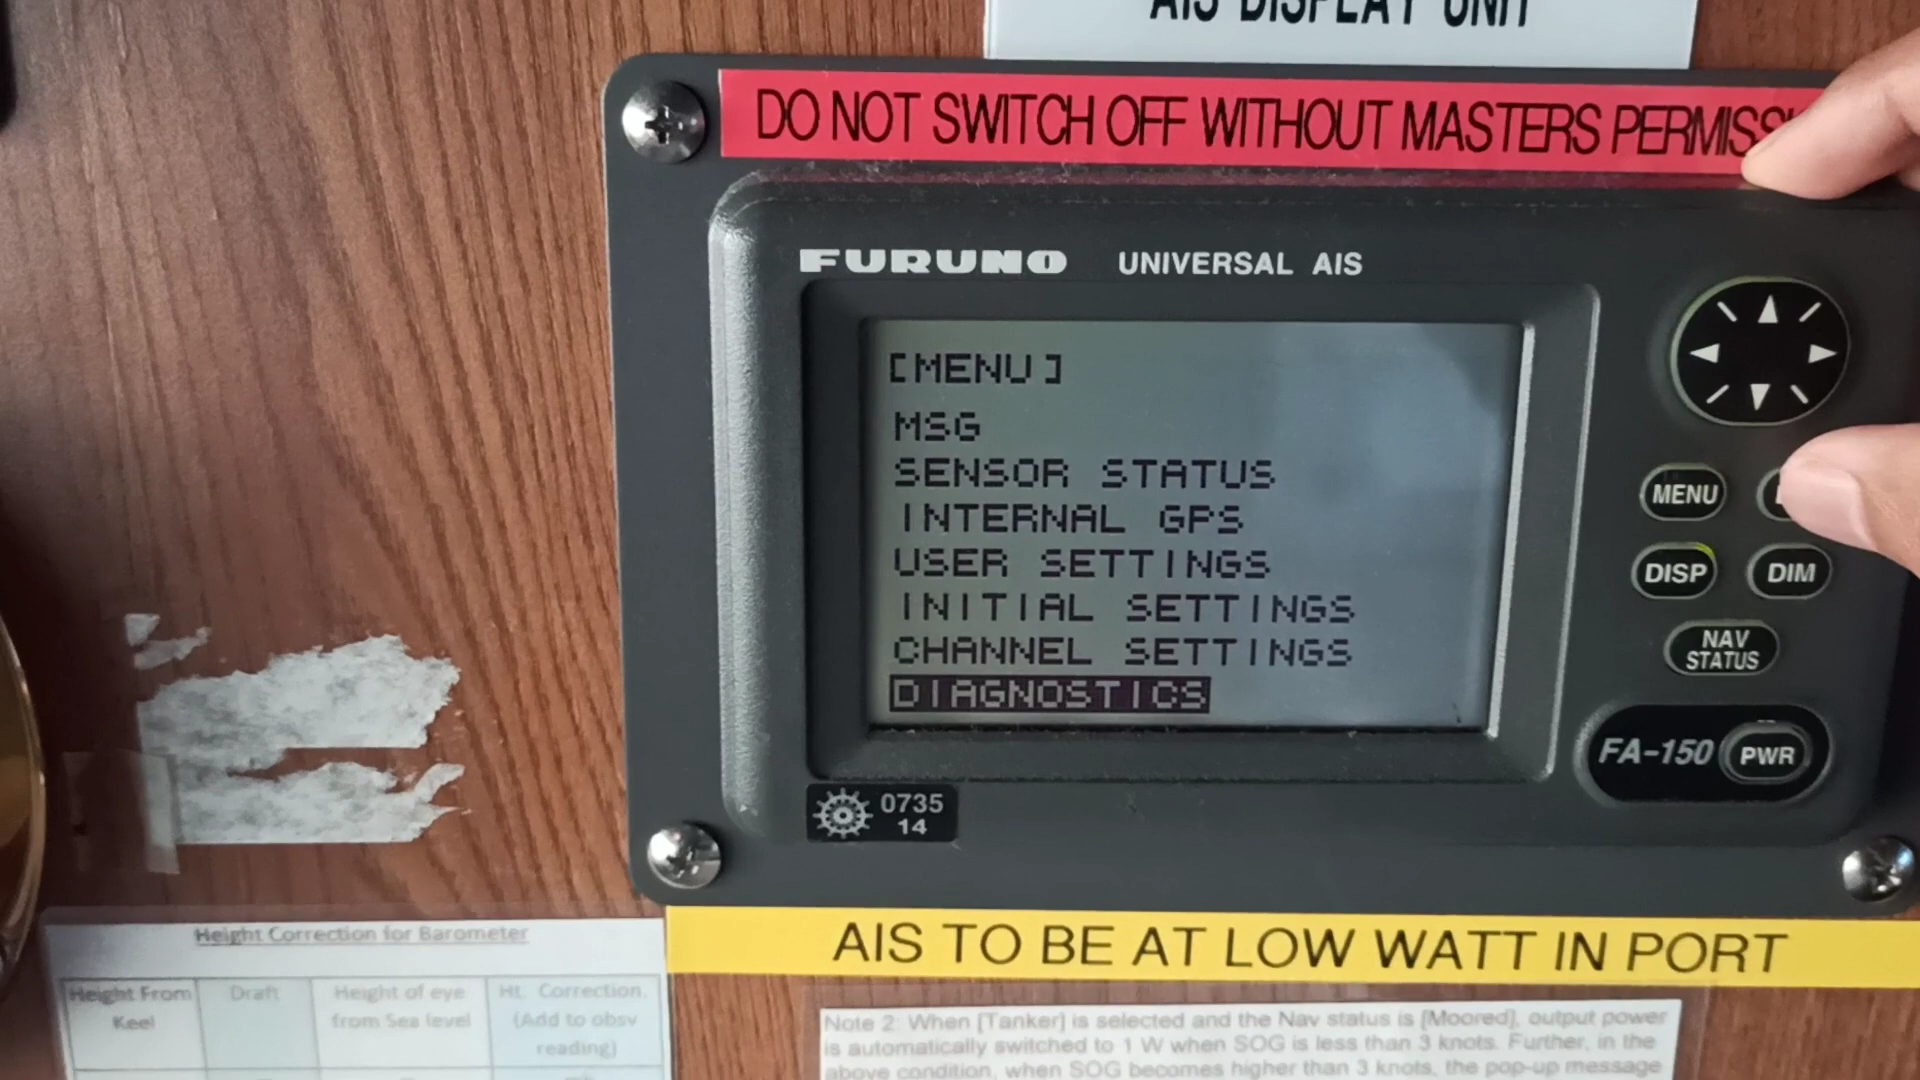 AIS DISPLAY UNIT
DO NOT SWITCH OFF WITHOUT MASTERS
FURUNO UNIVERSAL AIS
[MENU]
MSG
SENSOR STATUS
INTERNAL GPS
USER SETTINGS
INITIAL SETTINGS
CHANNEL SETTINGS
DIAGNOSTICS
MENU
DISP
DIM
NAV
STATUS
FA-150 PWR
0735
14
AIS TO BE AT LOW WATT IN PORT
Height Correction for Barometer
Height From
Keel
Draft
Height of eye
from Sea level
Ht. Correction.
(Add to obsv
reading)
Note 2: When [Tanker] is selected and the Nav status is [Moored], output power
is automatically switched to 1 W when SOG is less than 3 knots. Further, in the
above condition, when SOG becomes higher than 3 knots, the pop-up message